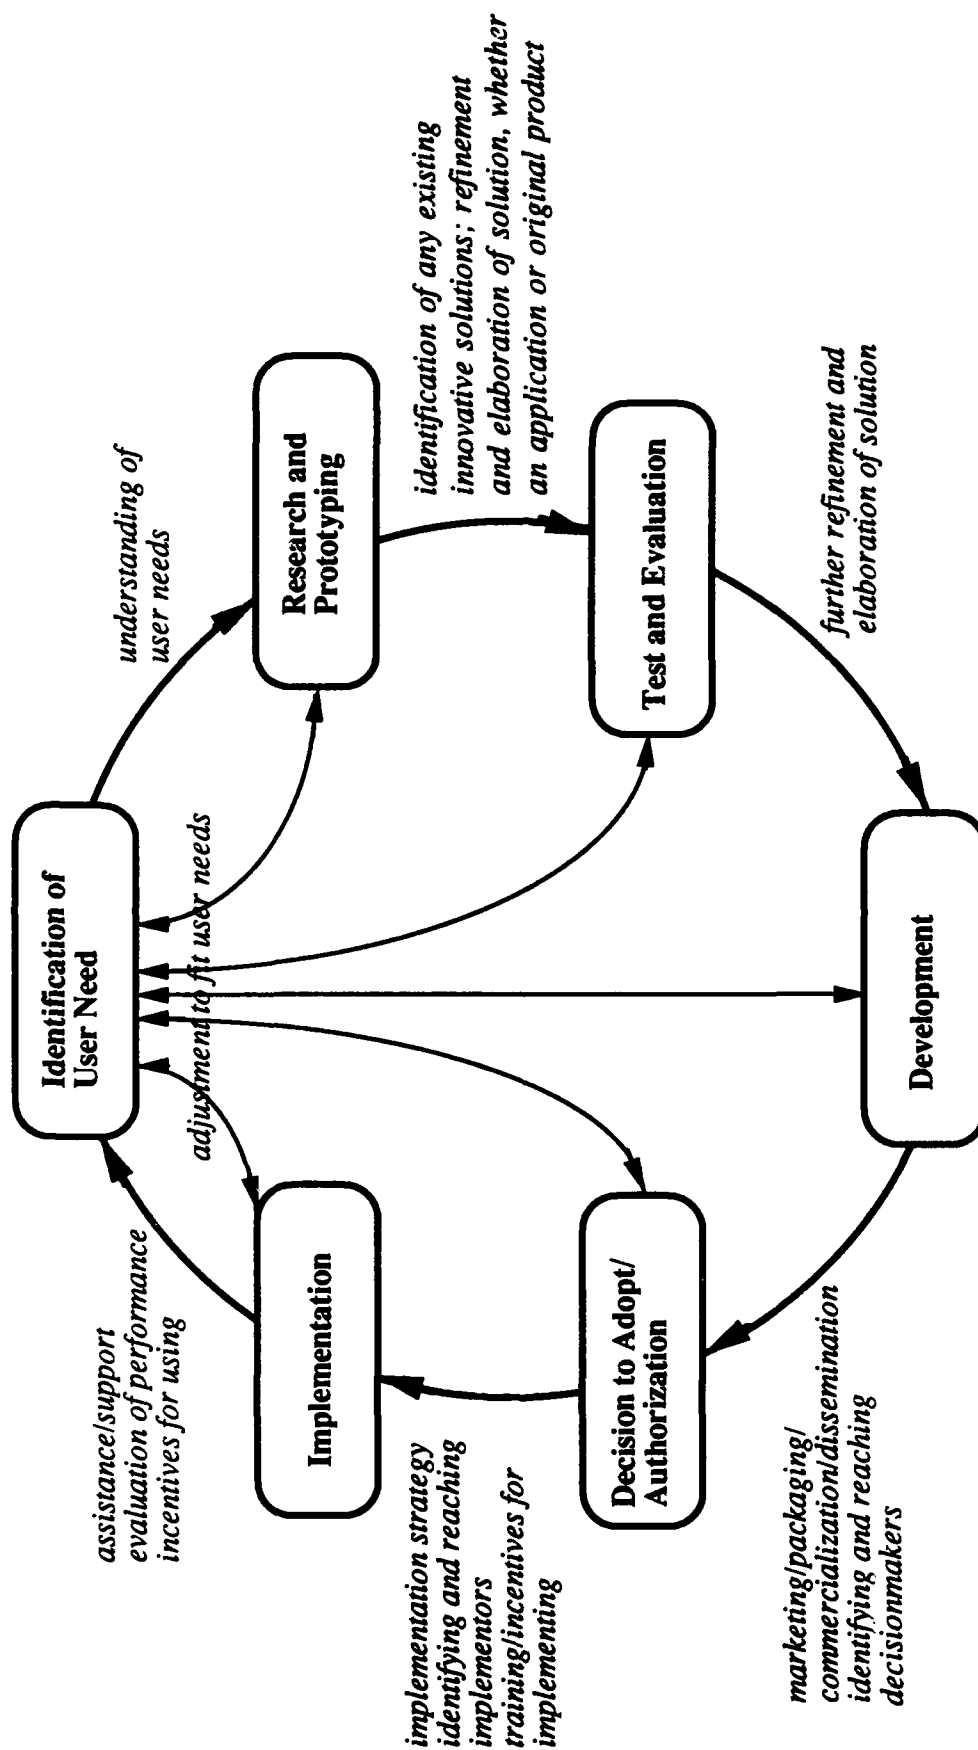 Identification of
User Need
understanding of
user needs
Research and
Prototyping
identification of any existing
innovative solutions; refinement
and elaboration of solution, whether
an application or original product
Test and Evaluation
further refinement and
elaboration of solution
Development
marketing/packaging/
commercialization/dissemination
identifying and reaching
decisionmakers
Decision to Adopt/
Authorization
implementation strategy
identifying and reaching
implementors
training/incentives for
implementing
Implementation
assistance/support
evaluation of performance
incentives for using
adjustment to fit user needs